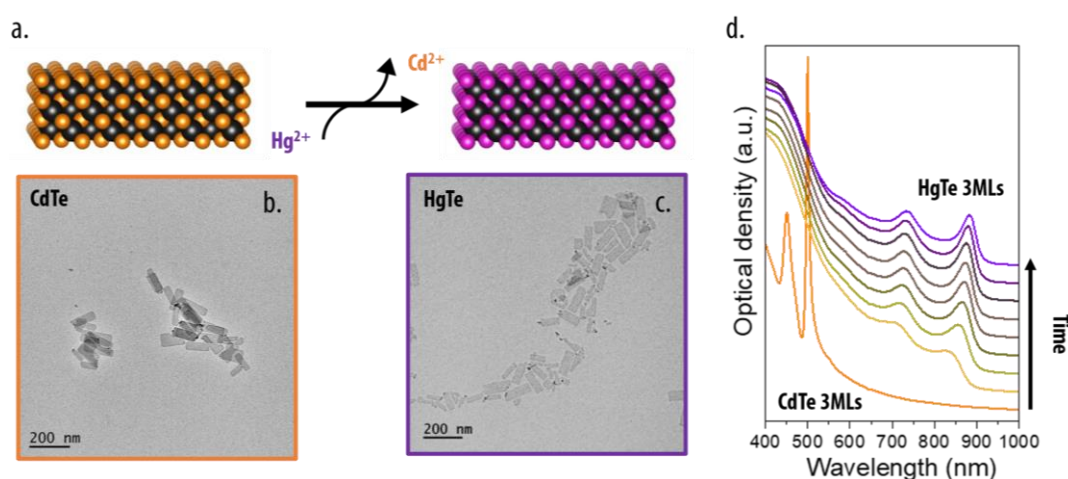 a.
Cd²⁺
Hg²⁺
CdTe
b.
200 nm
HgTe
c.
200 nm
d.
Optical density (a.u.)
HgTe 3MLs
CdTe 3MLs
Time
400 500 600 700 800 900 1000
Wavelength (nm)